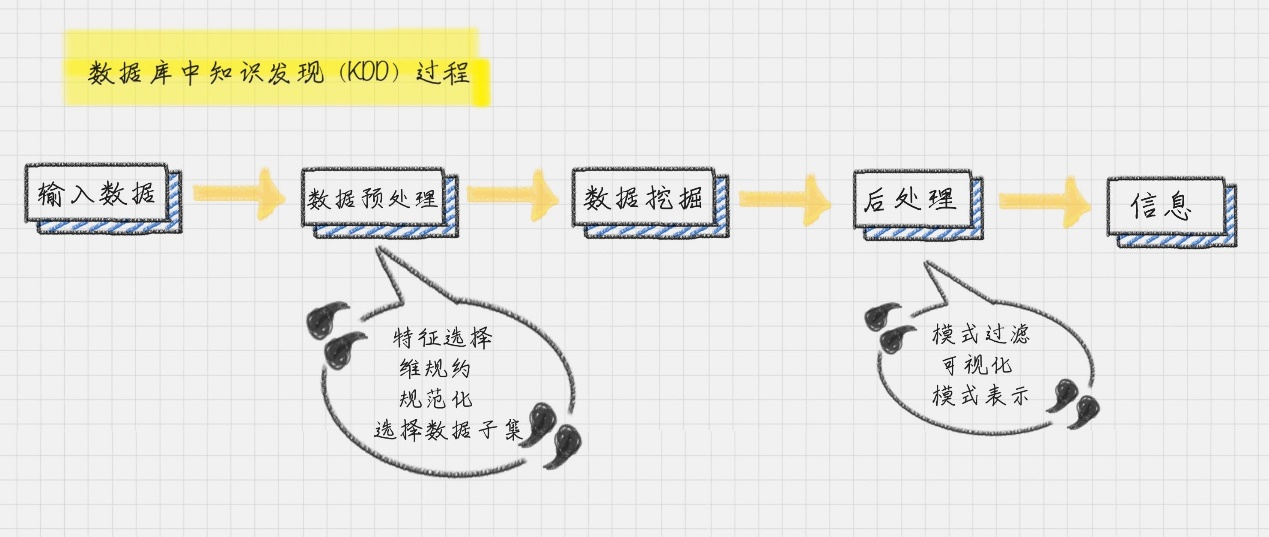 数据库中知识发现（KDD）过程
输入数据
数据预处理
数据挖掘
后处理
信息
特征选择
维规约
规范化
选择数据子集
模式过滤
可视化
模式表示